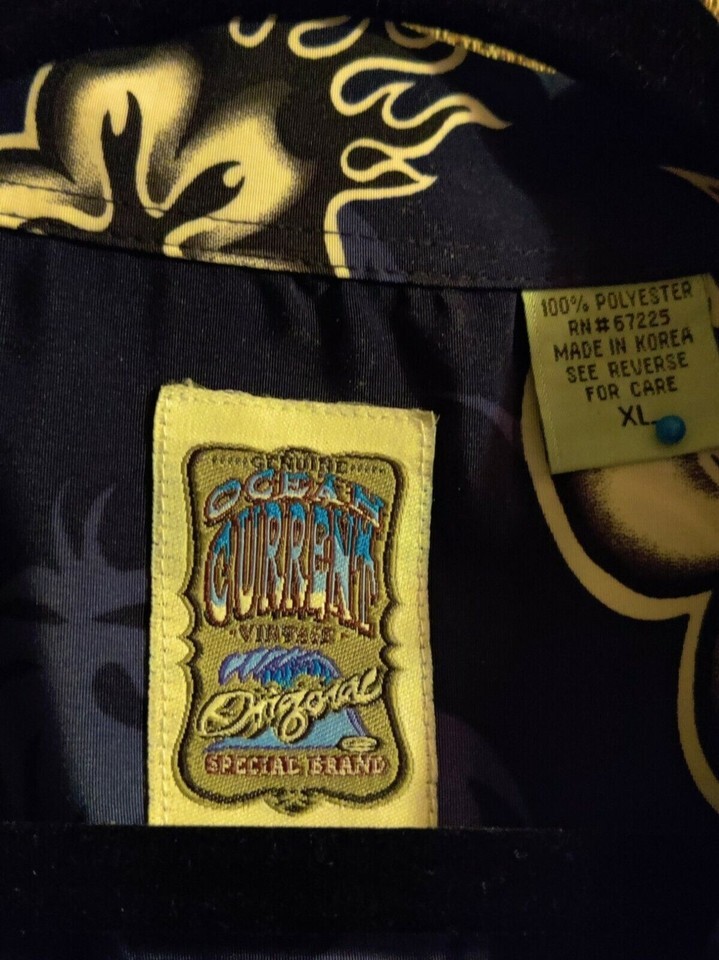 GENUINE
OCEAN
CURRENT
·VINTAGE·
Original
SPECIAL BRAND
100% POLYESTER
RN#67225
MADE IN KOREA
SEE REVERSE
FOR CARE
XL